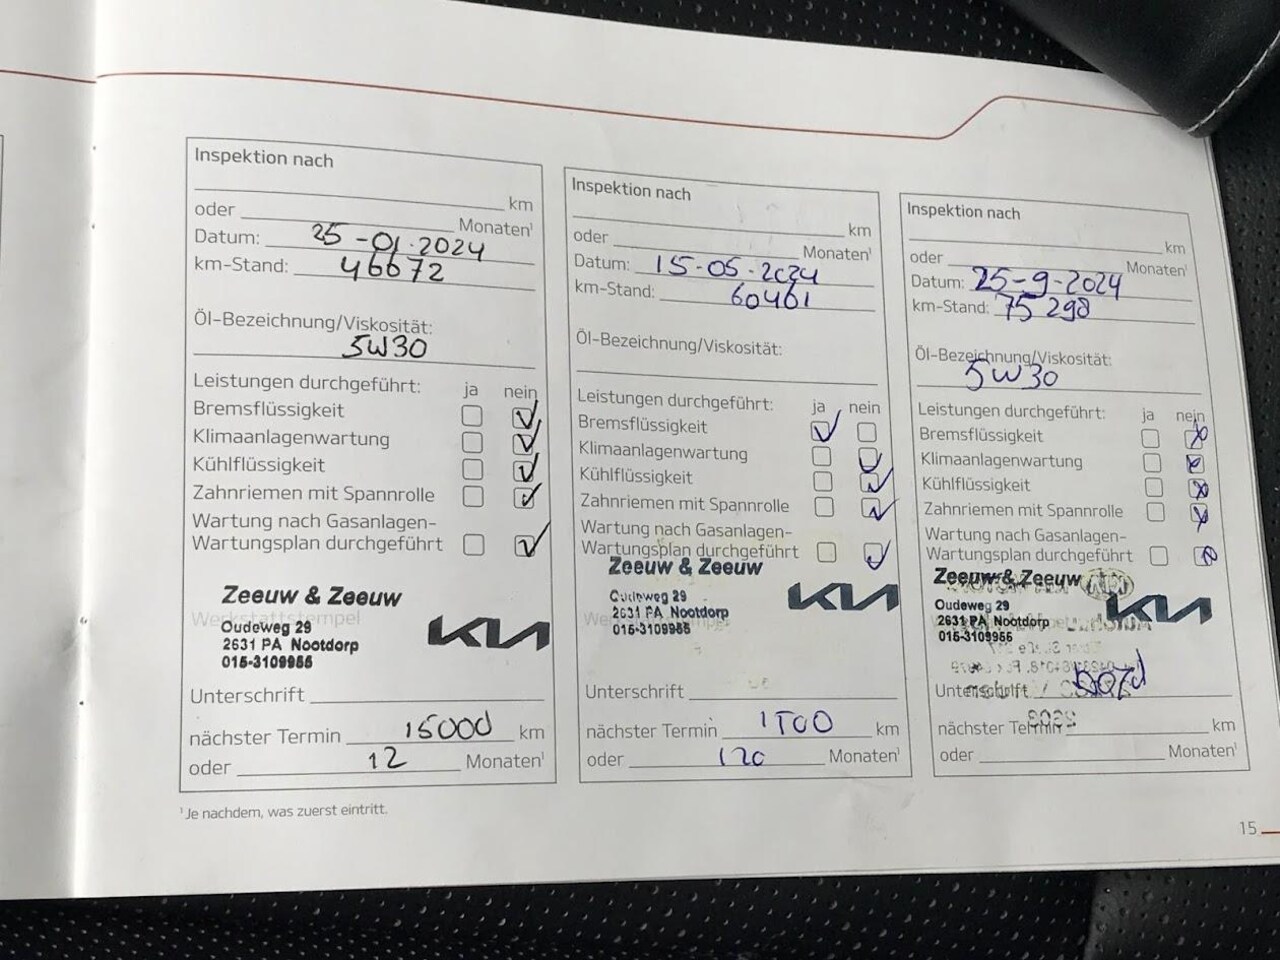 Inspektion nach
km
oder Monaten¹
Datum: 25-01-2024
km-Stand: 46672
Öl-Bezeichnung/Viskosität:
5W30
Leistungen durchgeführt: ja nein
Bremsflüssigkeit
Klimaanlagenwartung
Kühlflüssigkeit
Zahnriemen mit Spannrolle
Wartung nach Gasanlagen-
Wartungsplan durchgeführt
Zeeuw & Zeeuw
Werkstattstempel
Oudeweg 29
2631 PA Nootdorp
015-3109955
KIA
Unterschrift
nächster Termin 15000 km
oder 12 Monaten¹
¹Je nachdem, was zuerst eintritt.
Inspektion nach
km
oder Monaten¹
Datum: 15-05-2024
km-Stand: 60461
Öl-Bezeichnung/Viskosität:
Leistungen durchgeführt: ja nein
Bremsflüssigkeit
Klimaanlagenwartung
Kühlflüssigkeit
Zahnriemen mit Spannrolle
Wartung nach Gasanlagen-
Wartungsplan durchgeführt
Zeeuw & Zeeuw
Oudeweg 29
2631 PA Nootdorp
015-3109955
KIA
Unterschrift
nächster Termin km
oder Monaten¹
Inspektion nach
km
oder Monaten¹
Datum: 25-9-2024
km-Stand: 75298
Öl-Bezeichnung/Viskosität:
5W30
Leistungen durchgeführt: ja nein
Bremsflüssigkeit
Klimaanlagenwartung
Kühlflüssigkeit
Zahnriemen mit Spannrolle
Wartung nach Gasanlagen-
Wartungsplan durchgeführt
Zeeuw & Zeeuw
Oudeweg 29
2631 PA Nootdorp
015-3109955
KIA
Unterschrift
nächster Termin km
oder Monaten¹
15